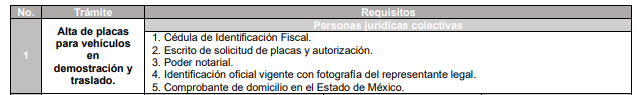 No. Trámite Requisitos
Personas jurídicas colectivas
1
Alta de placas
para vehículos
en
demostración y
traslado.
1. Cédula de Identificación Fiscal.
2. Escrito de solicitud de placas y autorización.
3. Poder notarial.
4. Identificación oficial vigente con fotografía del representante legal.
5. Comprobante de domicilio en el Estado de México.